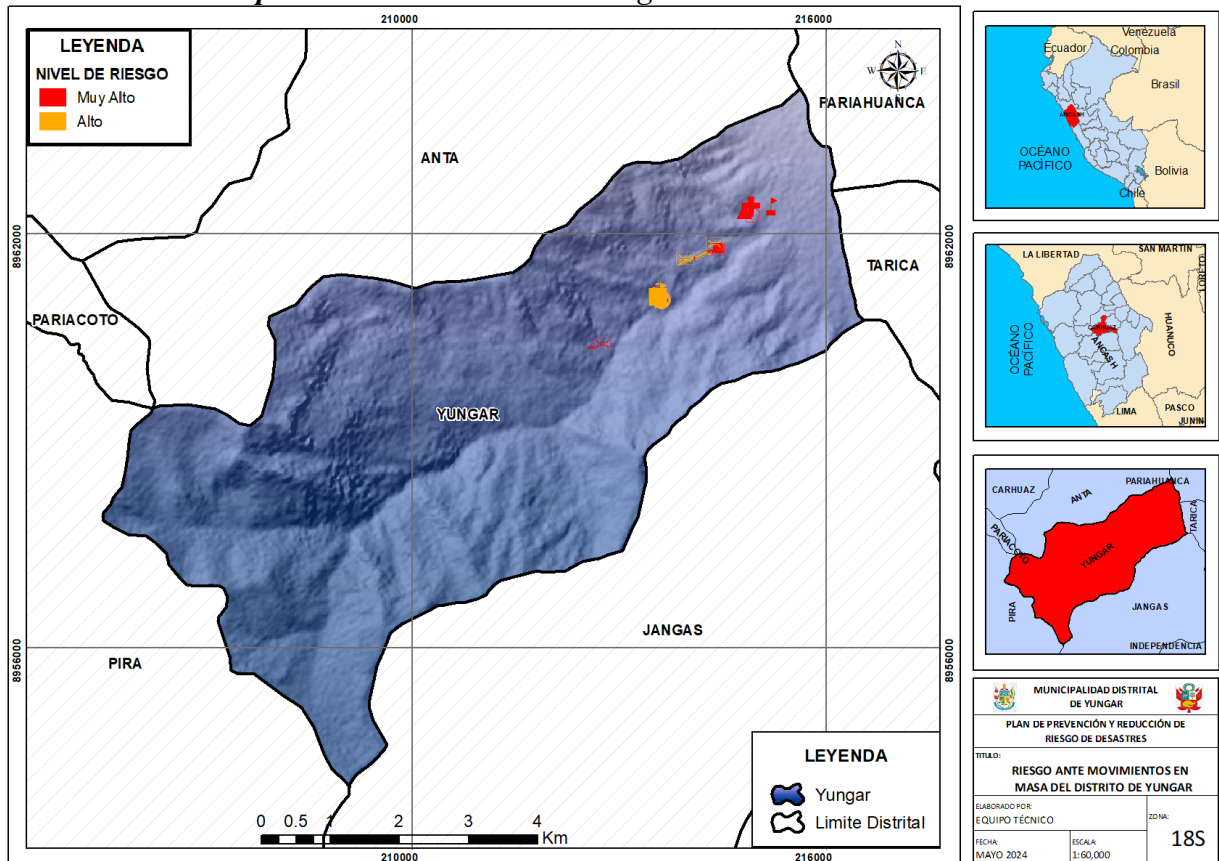 210000
216000
LEYENDA
NIVEL DE RIESGO
Muy Alto
Alto
N
W
E
S
PARIAHUANCA
ANTA
8962000
8962000
TARICA
PARIACOTO
YUNGAR
JANGAS
PIRA
8956000
8956000
LEYENDA
Yungar
Limite Distrital
0 0.5 1 2 3 4
Km
210000
216000
Venezuela
Ecuador
Colombia
Brasil
ANCASH
OCÉANO
PACÍFICO
Bolivia
Chile
SAN MARTIN
LA LIBERTAD
LORETO
HUANUCO
CARHUAZ
OCÉANO
PACÍFICO
ANCASH
LIMA
PASCO
JUNIN
CARHUAZ
ANTA
PARIAHUANCA
TARICA
PARIACOTO
YUNGAR
PIRA
JANGAS
INDEPENDENCIA
MUNICIPALIDAD DISTRITAL
DE YUNGAR
PLAN DE PREVENCIÓN Y REDUCCIÓN DE
RIESGO DE DESASTRES
TITULO:
RIESGO ANTE MOVIMIENTOS EN
MASA DEL DISTRITO DE YUNGAR
ELABORADO POR:
EQUIPO TÉCNICO
ZONA:
18S
FECHA:
MAYO 2024
ESCALA:
1:60,000